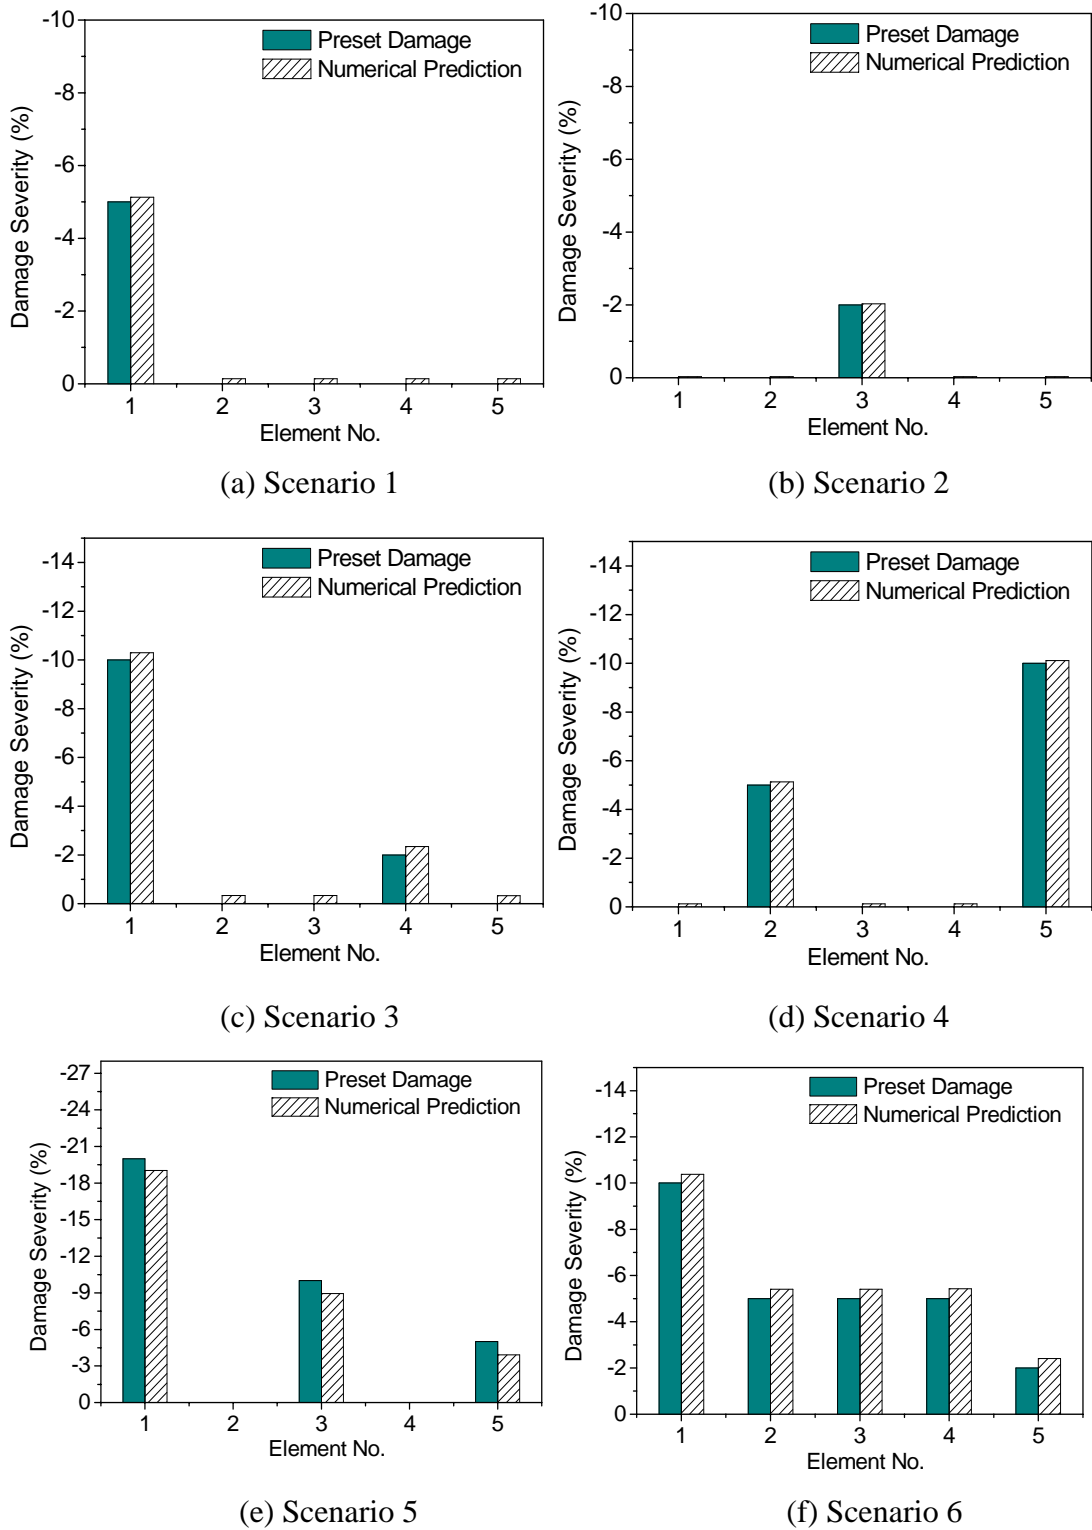 -10
-8
-6
-4
-2
0
Damage Severity (%)
Preset Damage
Numerical Prediction
1 2 3 4 5
Element No.
(a) Scenario 1
-10
-8
-6
-4
-2
0
Damage Severity (%)
Preset Damage
Numerical Prediction
1 2 3 4 5
Element No.
(b) Scenario 2
-14
-12
-10
-8
-6
-4
-2
0
Damage Severity (%)
Preset Damage
Numerical Prediction
1 2 3 4 5
Element No.
(c) Scenario 3
-14
-12
-10
-8
-6
-4
-2
0
Damage Severity (%)
Preset Damage
Numerical Prediction
1 2 3 4 5
Element No.
(d) Scenario 4
-27
-24
-21
-18
-15
-12
-9
-6
-3
0
Damage Severity (%)
Preset Damage
Numerical Prediction
1 2 3 4 5
Element No.
(e) Scenario 5
-14
-12
-10
-8
-6
-4
-2
0
Damage Severity (%)
Preset Damage
Numerical Prediction
1 2 3 4 5
Element No.
(f) Scenario 6